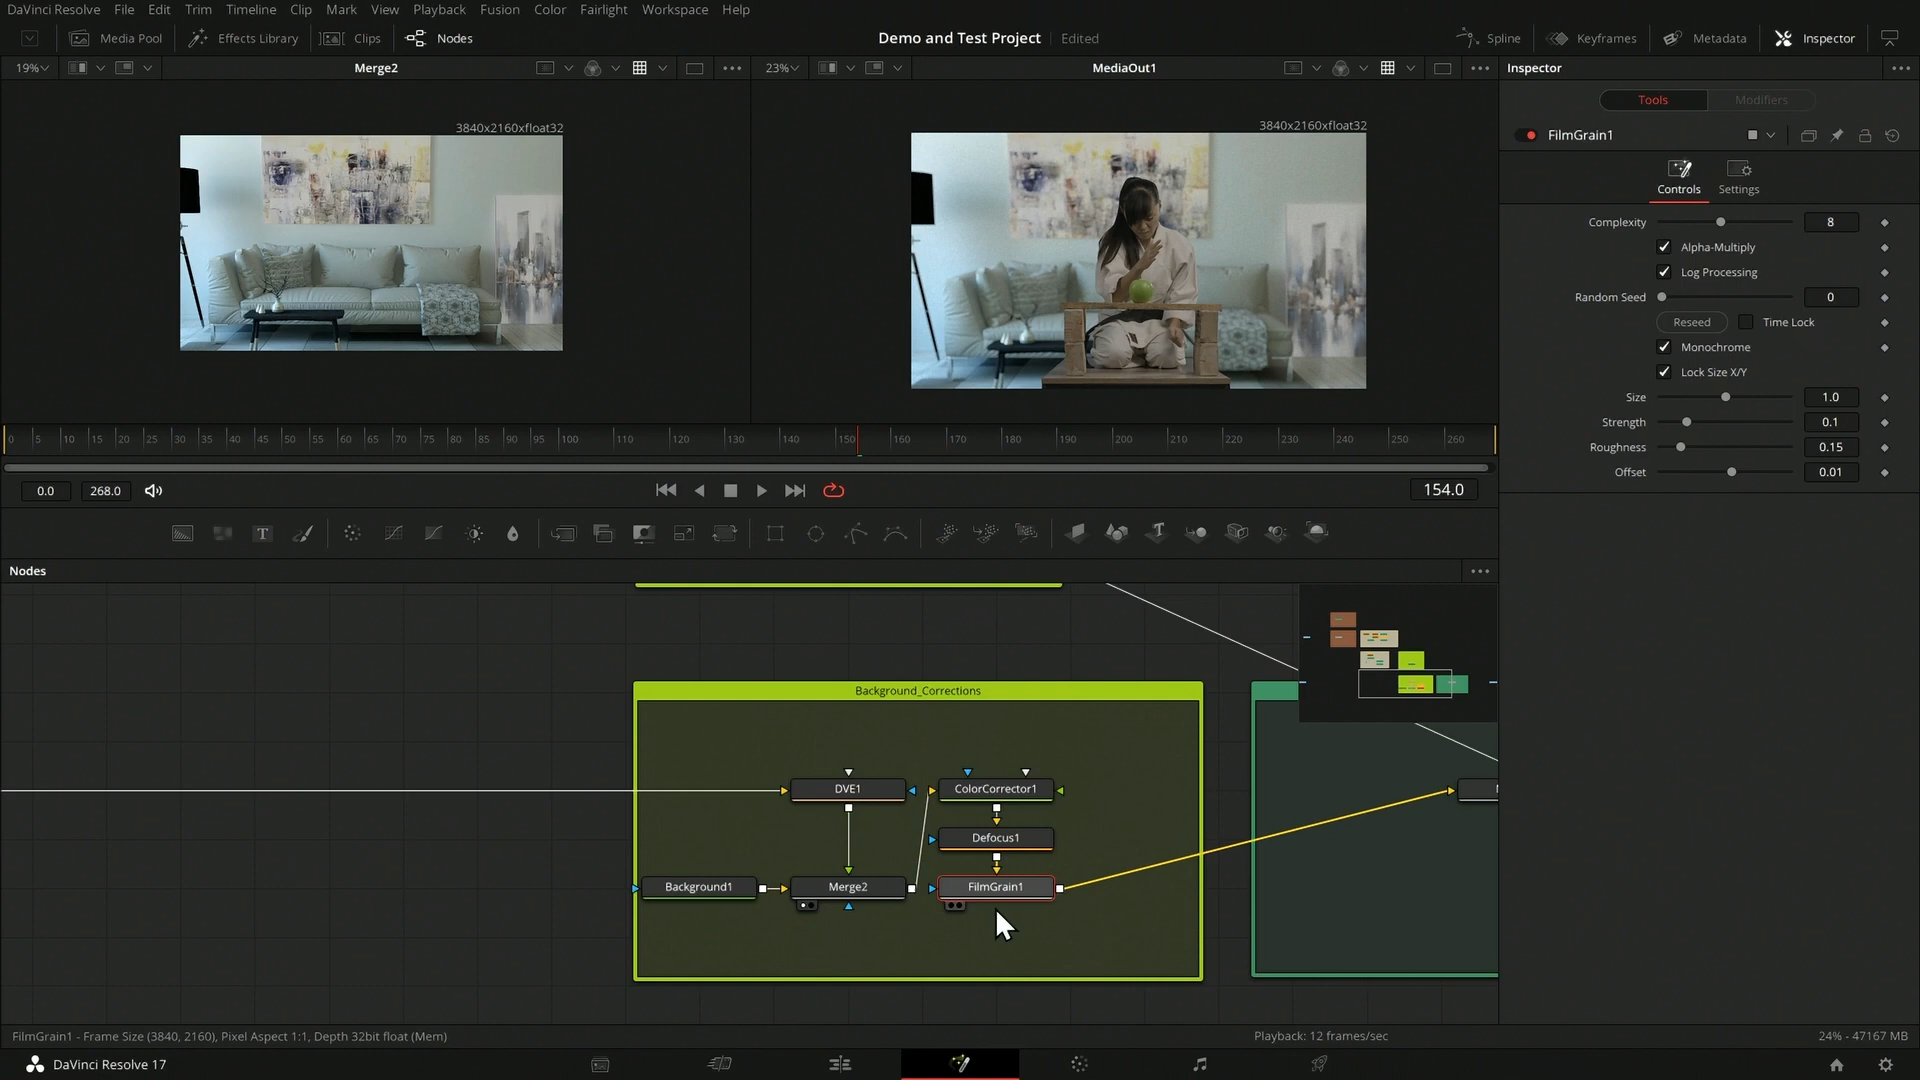 DaVinci Resolve File Edit Trim Timeline Clip Mark View Playback Fusion Color Fairlight Workspace Help
Media Pool Effects Library Clips Nodes Demo and Test Project Edited Spline Keyframes Metadata Inspector
19% Merge2 23% MediaOut1 Inspector
Tools Modifiers
3840x2160xfloat32 3840x2160xfloat32
FilmGrain1
Controls Settings
Complexity 8
Alpha-Multiply
Log Processing
Random Seed 0
Reseed Time Lock
Monochrome
Lock Size X/Y
Size 1.0
Strength 0.1
Roughness 0.15
Offset 0.01
0 5 10 15 20 25 30 35 40 45 50 55 60 65 70 75 80 85 90 95 100 110 120 130 140 150 160 170 180 190 200 210 220 230 240 250 260
0.0 268.0 154.0
Nodes
Background_Corrections
DVE1 ColorCorrector1
Defocus1
Background1 Merge2 FilmGrain1
FilmGrain1 - Frame Size (3840, 2160), Pixel Aspect 1:1, Depth 32bit float (Mem) Playback: 12 frames/sec 24% - 47167 MB
DaVinci Resolve 17